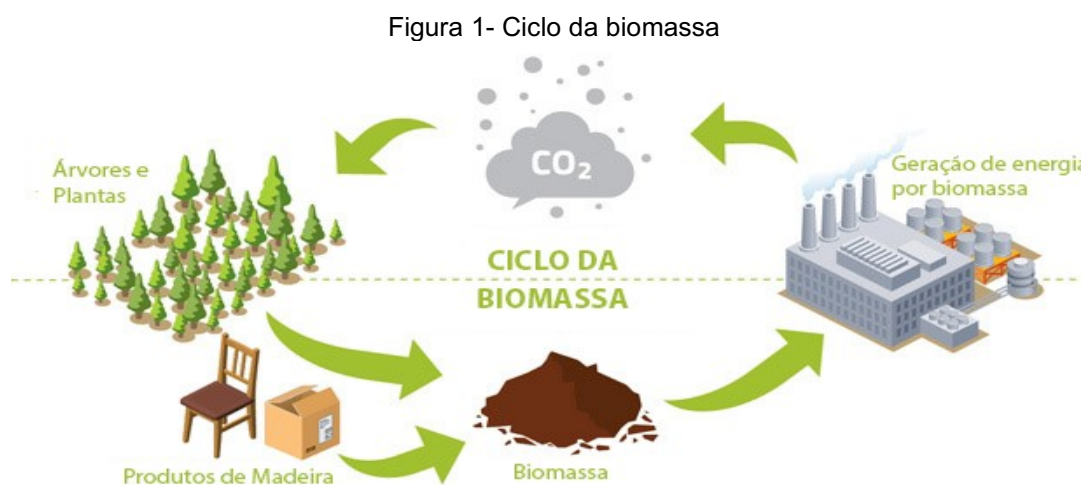 Figura 1- Ciclo da biomassa
CO₂
Árvores e
Plantas
Geração de energia
por biomassa
CICLO DA
BIOMASSA
Produtos de Madeira
Biomassa